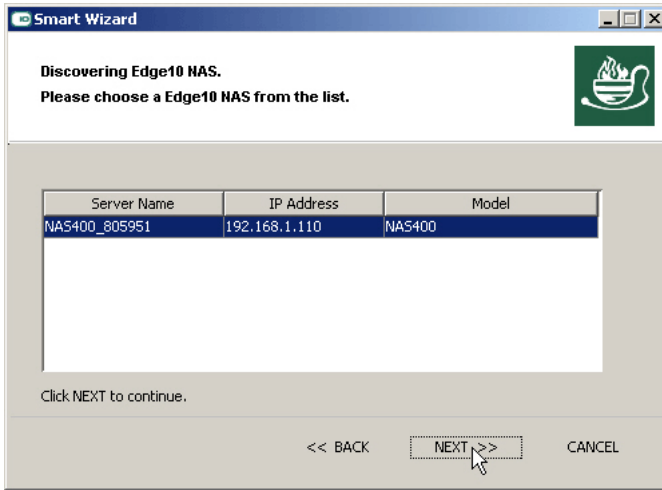 Smart Wizard
Discovering Edge10 NAS.
Please choose a Edge10 NAS from the list.
Server Name IP Address Model
NAS400_805951 192.168.1.110 NAS400
Click NEXT to continue.
<< BACK NEXT >> CANCEL